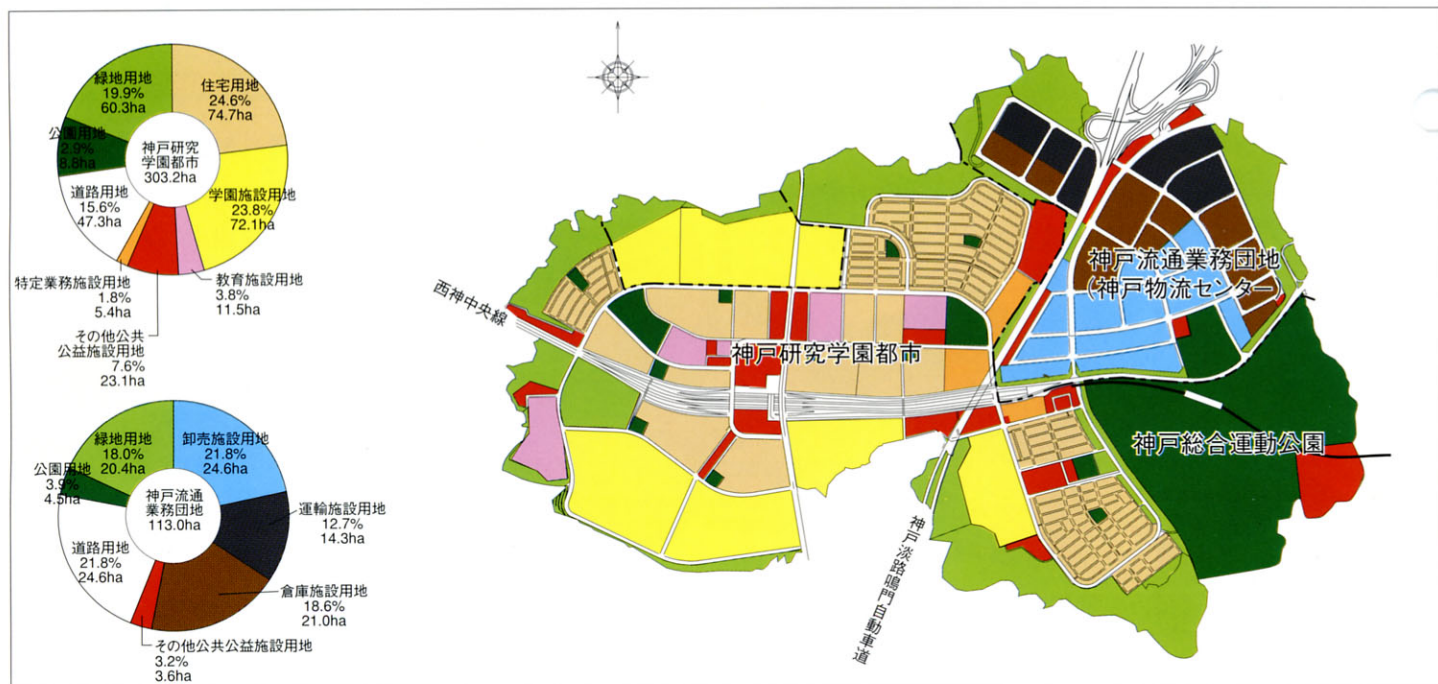 緑地用地
19.9%
60.3ha
住宅用地
24.6%
74.7ha
公園用地
2.9%
8.8ha
神戸研究
学園都市
303.2ha
道路用地
15.6%
47.3ha
学園施設用地
23.8%
72.1ha
特定業務施設用地
1.8%
5.4ha
教育施設用地
3.8%
11.5ha
その他公共
公益施設用地
7.6%
23.1ha
緑地用地
18.0%
20.4ha
卸売施設用地
21.8%
24.6ha
公園用地
3.9%
4.5ha
神戸流通
業務団地
113.0ha
運輸施設用地
12.7%
14.3ha
道路用地
21.8%
24.6ha
倉庫施設用地
18.6%
21.0ha
その他公共公益施設用地
3.2%
3.6ha
西神中央線
神戸研究学園都市
神戸流通業務団地
(神戸物流センター)
神戸総合運動公園
神戸淡路鳴門自動車道